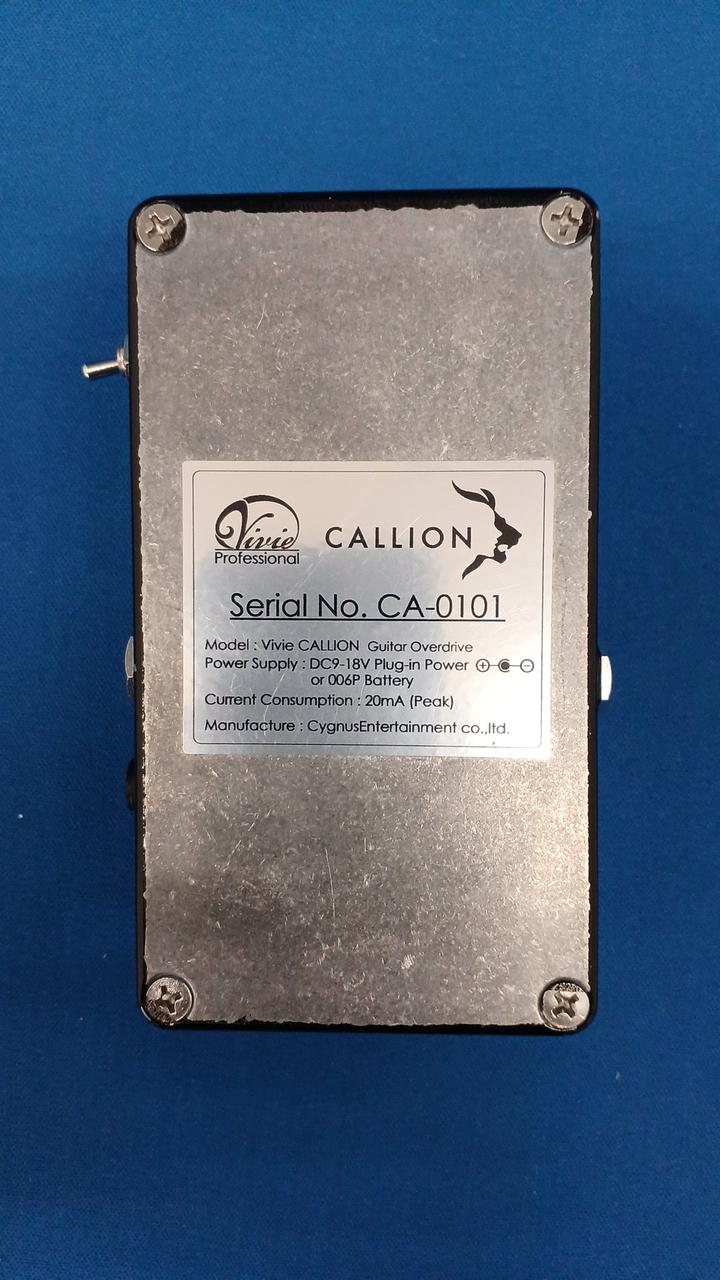 Vivie
Professional
CALLION
Serial No. CA-0101
Model : Vivie CALLION Guitar Overdrive
Power Supply : DC9-18V Plug-in Power
or 006P Battery
Current Consumption : 20mA (Peak)
Manufacture : CygnusEntertainment co.,ltd.